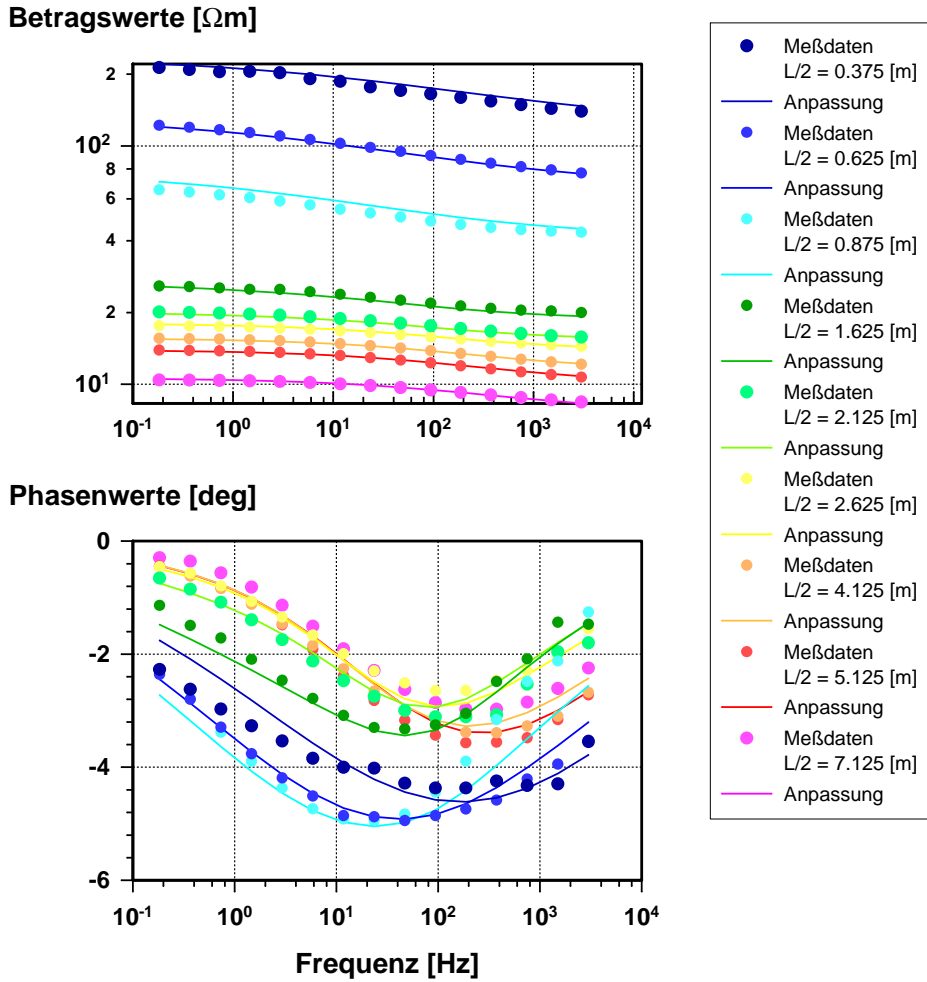 Betragswerte [Ωm]
2
10²
8
6
4
2
10¹
10⁻¹ 10⁰ 10¹ 10² 10³ 10⁴
Phasenwerte [deg]
0
-2
-4
-6
10⁻¹ 10⁰ 10¹ 10² 10³ 10⁴
Frequenz [Hz]
Meßdaten
L/2 = 0.375 [m]
Anpassung
Meßdaten
L/2 = 0.625 [m]
Anpassung
Meßdaten
L/2 = 0.875 [m]
Anpassung
Meßdaten
L/2 = 1.625 [m]
Anpassung
Meßdaten
L/2 = 2.125 [m]
Anpassung
Meßdaten
L/2 = 2.625 [m]
Anpassung
Meßdaten
L/2 = 4.125 [m]
Anpassung
Meßdaten
L/2 = 5.125 [m]
Anpassung
Meßdaten
L/2 = 7.125 [m]
Anpassung